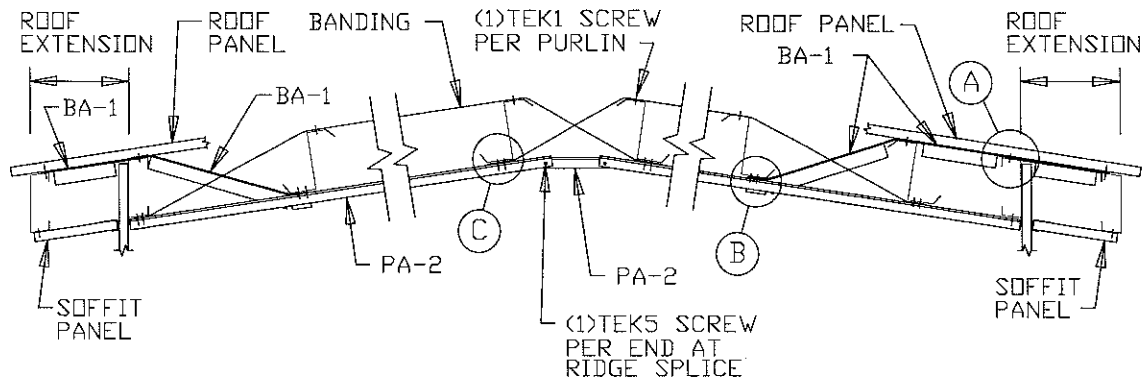 ROOF
EXTENSION
ROOF
PANEL
BANDING
(1)TEK1 SCREW
PER PURLIN
ROOF PANEL
BA-1
ROOF
EXTENSION
BA-1
BA-1
A
C
B
PA-2
PA-2
SOFFIT
PANEL
(1)TEK5 SCREW
PER END AT
RIDGE SPLICE
SOFFIT
PANEL